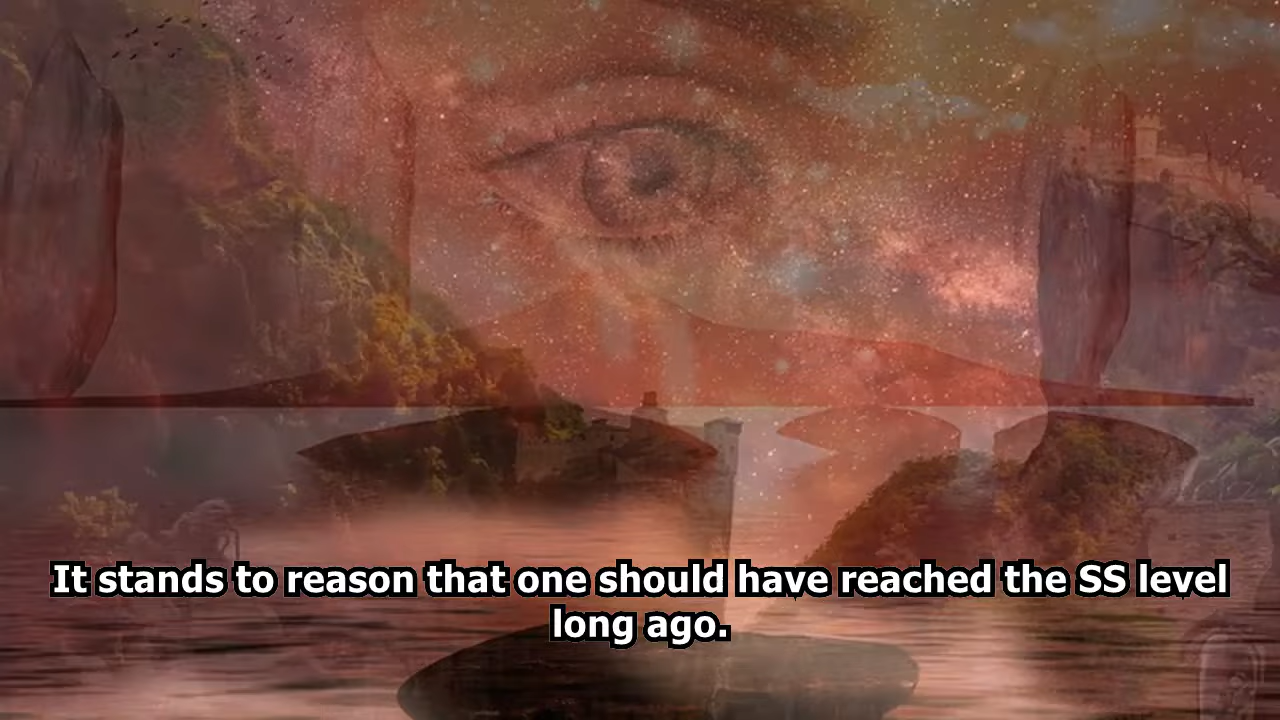 It stands to reason that one should have reached the SS level
long ago.